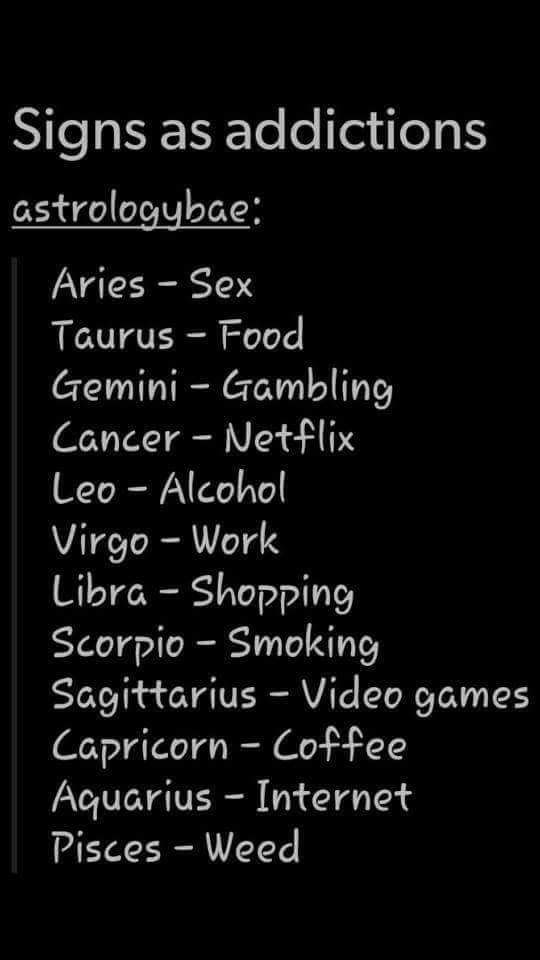 Signs as addictions
astrologybae:
Aries – Sex
Taurus – Food
Gemini – Gambling
Cancer – Netflix
Leo – Alcohol
Virgo – Work
Libra – Shopping
Scorpio – Smoking
Sagittarius – Video games
Capricorn – Coffee
Aquarius – Internet
Pisces – Weed